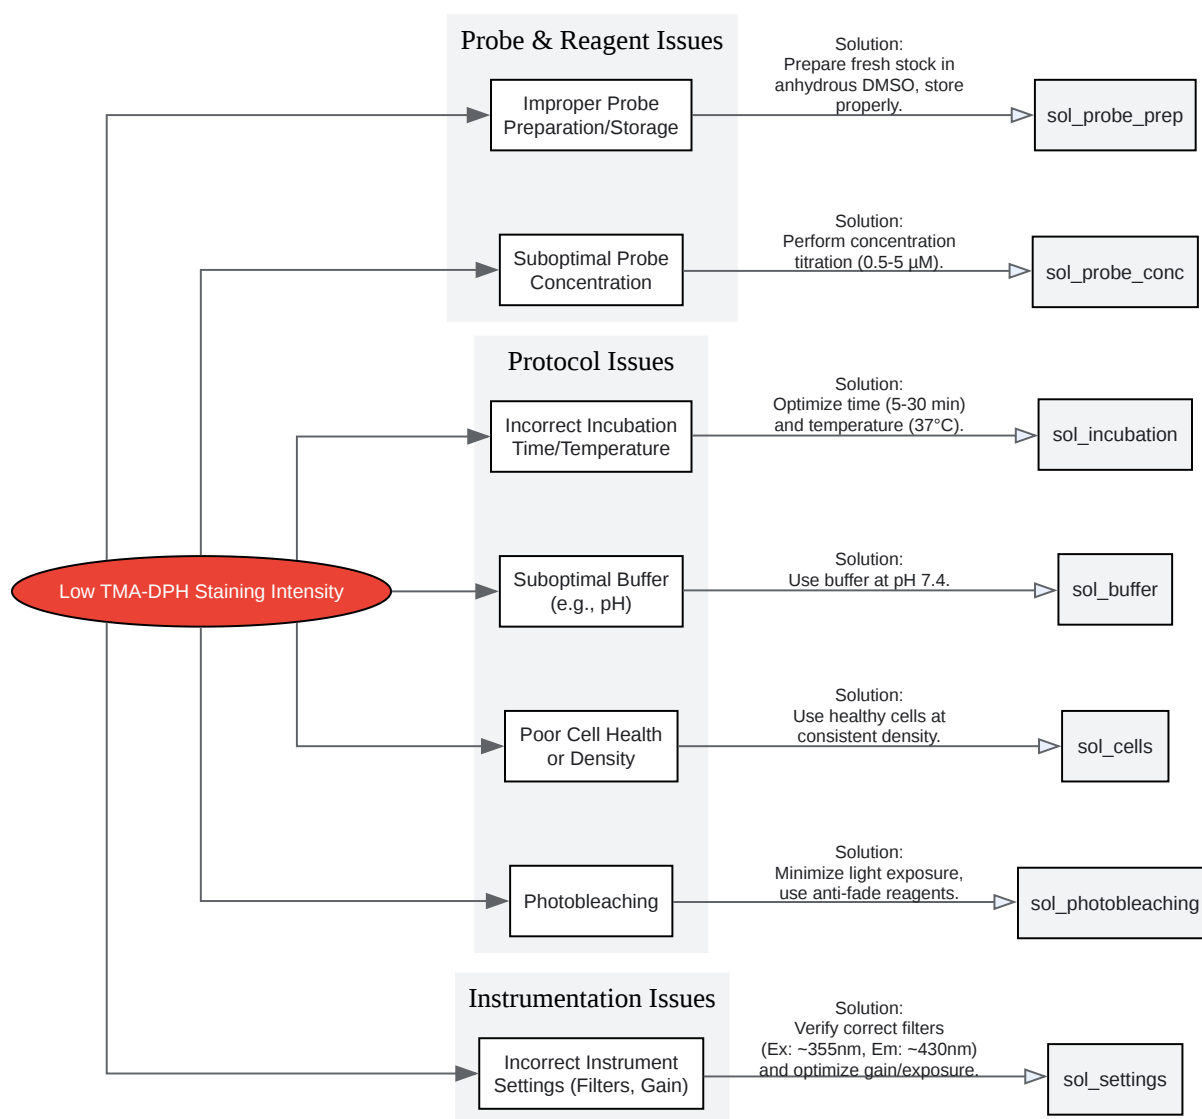 Probe & Reagent Issues
Improper Probe
Preparation/Storage
Solution:
Prepare fresh stock in
anhydrous DMSO, store
properly.
sol_probe_prep
Suboptimal Probe
Concentration
Solution:
Perform concentration
titration (0.5-5 µM).
sol_probe_conc
Protocol Issues
Incorrect Incubation
Time/Temperature
Solution:
Optimize time (5-30 min)
and temperature (37°C).
sol_incubation
Low TMA-DPH Staining Intensity
Suboptimal Buffer
(e.g., pH)
Solution:
Use buffer at pH 7.4.
sol_buffer
Poor Cell Health
or Density
Solution:
Use healthy cells at
consistent density.
sol_cells
Photobleaching
Solution:
Minimize light exposure,
use anti-fade reagents.
sol_photobleaching
Instrumentation Issues
Incorrect Instrument
Settings (Filters, Gain)
Solution:
Verify correct filters
(Ex: ~355nm, Em: ~430nm)
and optimize gain/exposure.
sol_settings